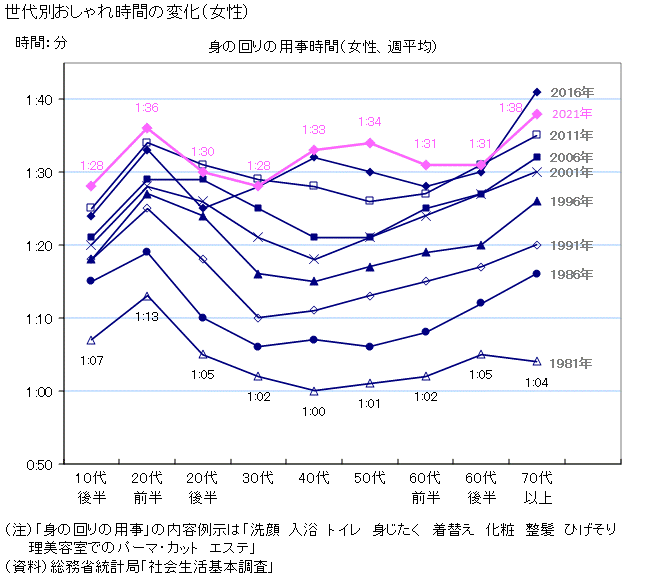 世代別おしゃれ時間の変化（女性）
時間：分
身の回りの用事時間（女性、週平均）
1:40
1:30
1:20
1:10
1:00
0:50
1:28
1:36
1:30
1:28
1:33
1:34
1:31
1:31
1:38
2016年
2021年
2011年
2006年
2001年
1996年
1991年
1986年
1981年
1:07
1:13
1:05
1:02
1:00
1:01
1:02
1:05
1:04
10代後半
20代前半
20代後半
30代
40代
50代
60代前半
60代後半
70代以上
（注）「身の回りの用事」の内容例示は「洗顔　入浴　トイレ　身じたく　着替え　化粧　整髪　ひげそり
理美容室でのパーマ・カット　エステ」
（資料）総務省統計局「社会生活基本調査」